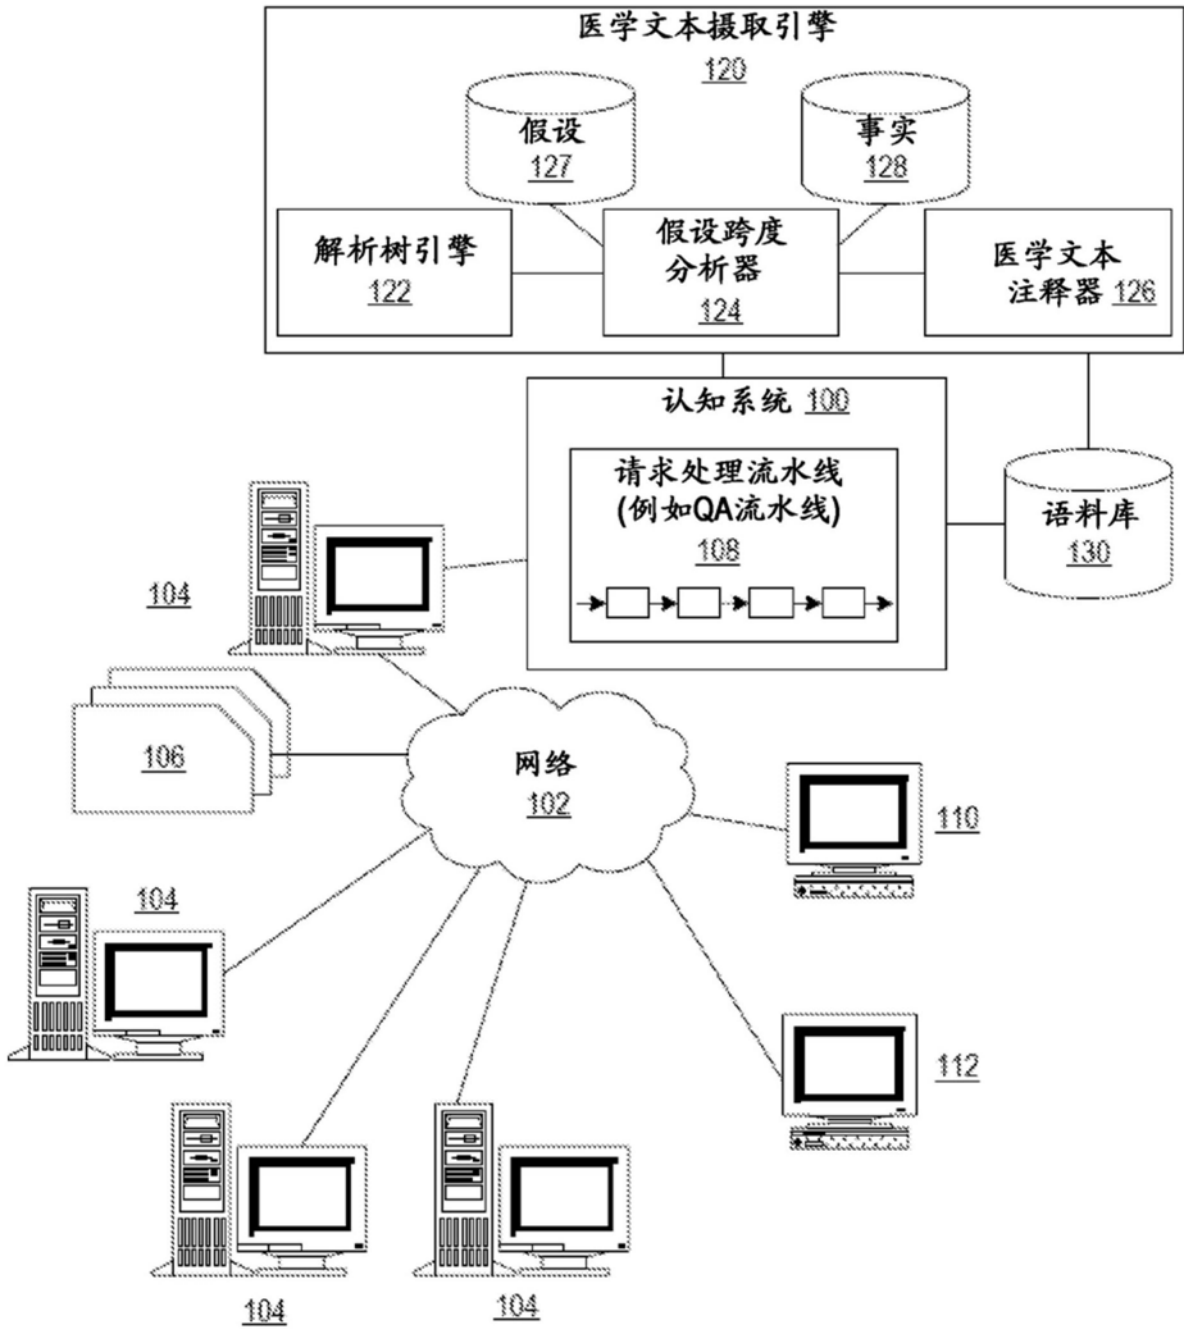 医学文本摄取引擎
120
假设
127
事实
128
解析树引擎
122
假设跨度
分析器
124
医学文本
注释器 126
认知系统 100
请求处理流水线
(例如QA流水线)
108
语料库
130
104
106
网络
102
110
104
112
104
104